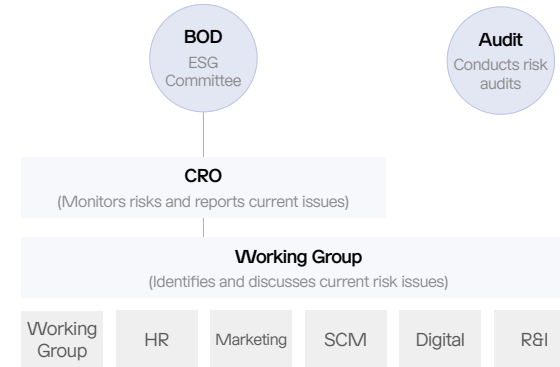 BOD
ESG
Committee
Audit
Conducts risk
audits
CRO
(Monitors risks and reports current issues)
Working Group
(Identifies and discusses current risk issues)
Working
Group
HR
Marketing
SCM
Digital
R&I